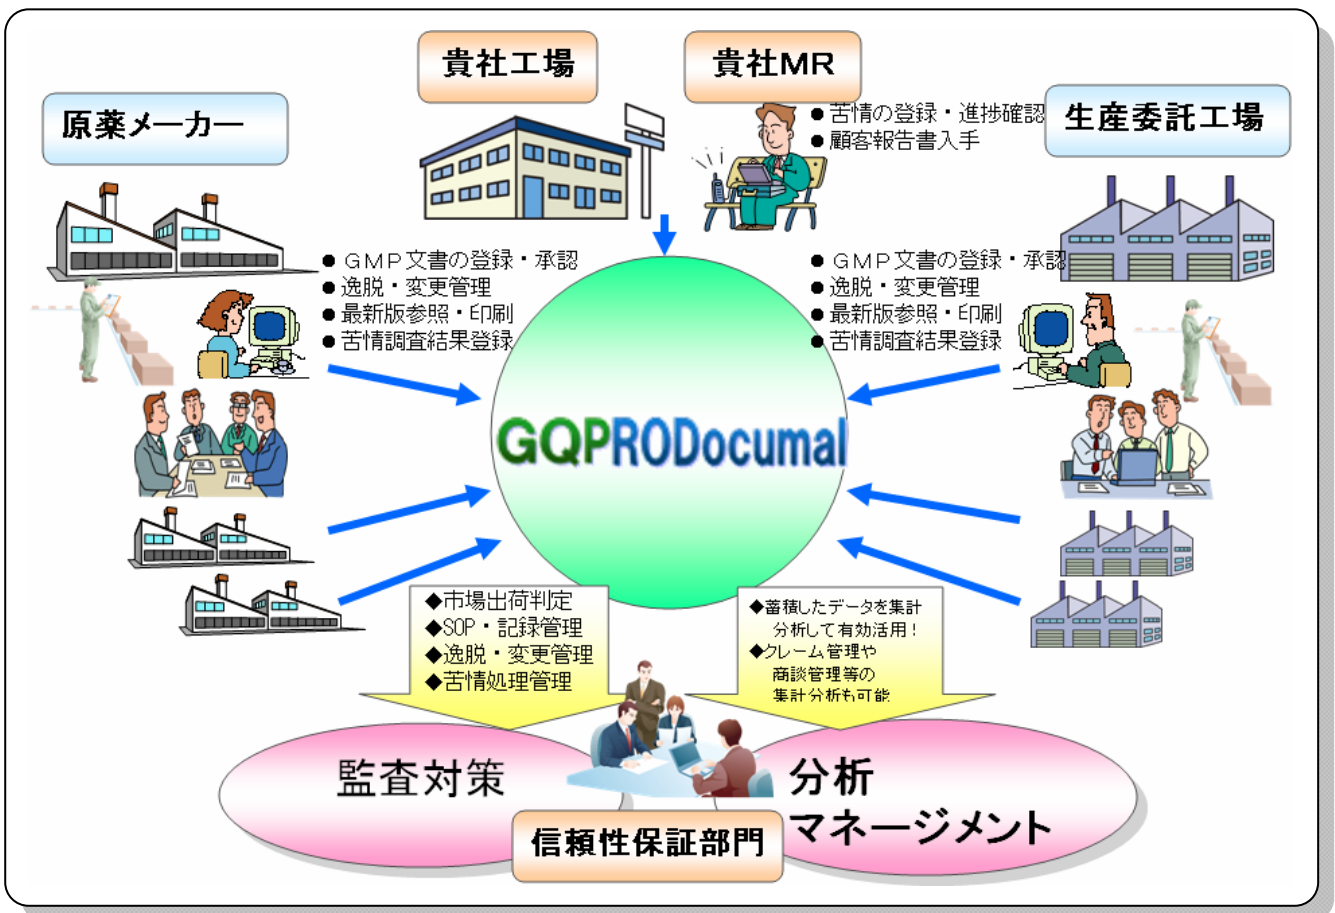 貴社工場
貴社MR
原薬メーカー
生産委託工場
●苦情の登録・進捗確認
●顧客報告書入手
●ＧＭＰ文書の登録・承認
●逸脱・変更管理
●最新版参照・印刷
●苦情調査結果登録
●ＧＭＰ文書の登録・承認
●逸脱・変更管理
●最新版参照・印刷
●苦情調査結果登録
GQPRODocumal
◆市場出荷判定
◆SOP・記録管理
◆逸脱・変更管理
◆苦情処理管理
◆蓄積したデータを集計
分析して有効活用！
◆クレーム管理や
商談管理等の
集計分析も可能
監査対策
分析
マネージメント
信頼性保証部門